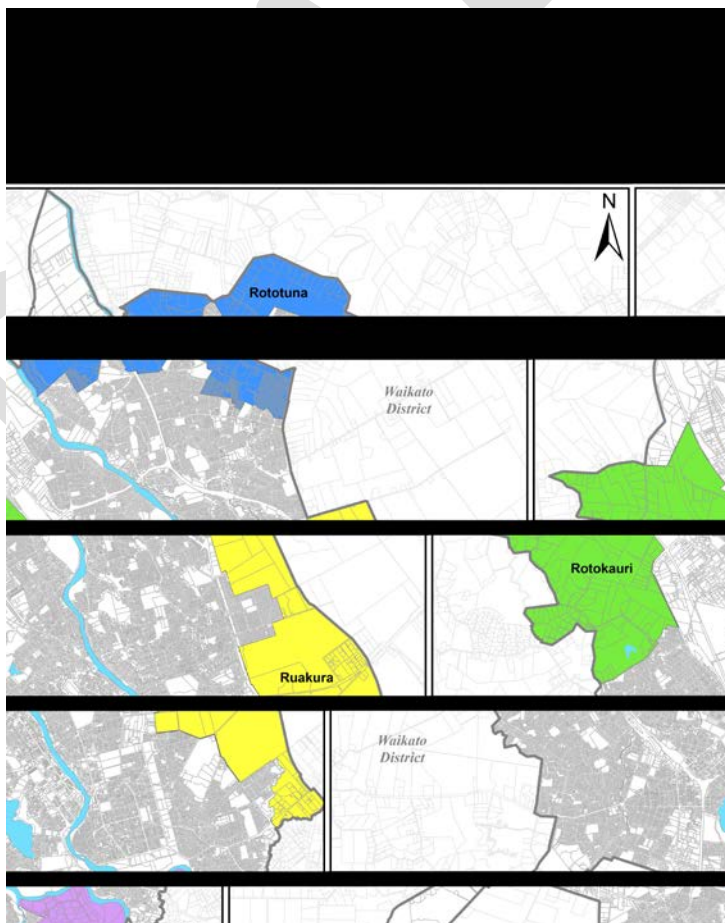 N
Rototuna
Waikato
District
Rotokauri
Ruakura
Waikato
District